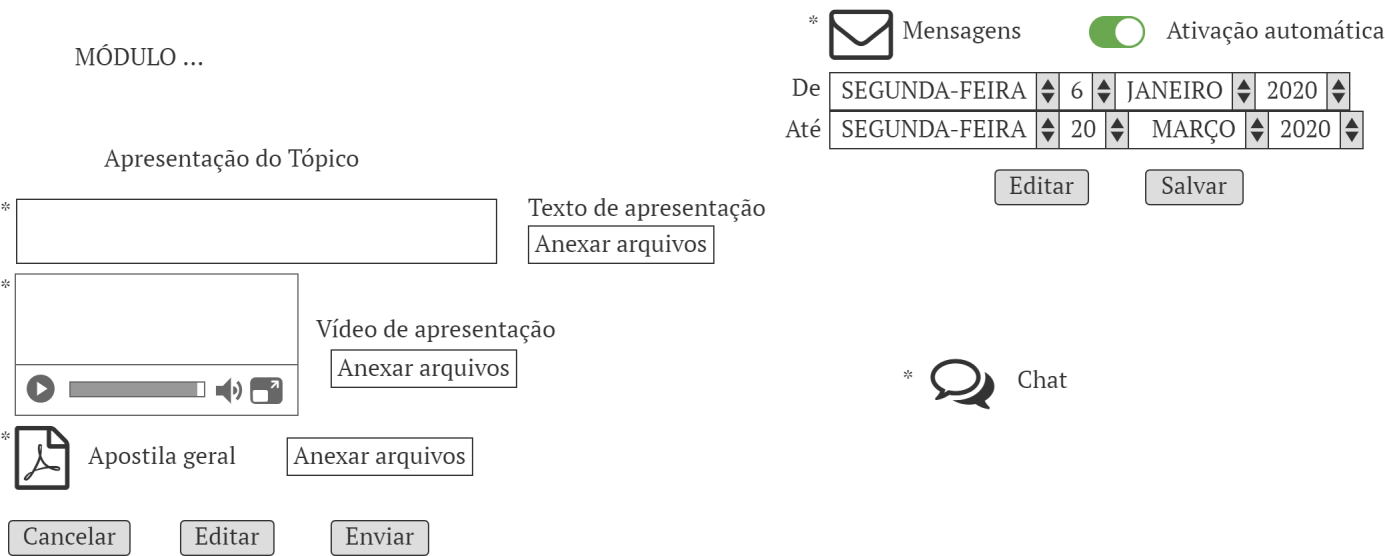 MÓDULO ...
Apresentação do Tópico
*
Texto de apresentação
Anexar arquivos
*
Vídeo de apresentação
Anexar arquivos
*
Apostila geral
Anexar arquivos
Cancelar
Editar
Enviar
*
Mensagens
Ativação automática
De
SEGUNDA-FEIRA 6 JANEIRO 2020
Até
SEGUNDA-FEIRA 20 MARÇO 2020
Editar
Salvar
*
Chat